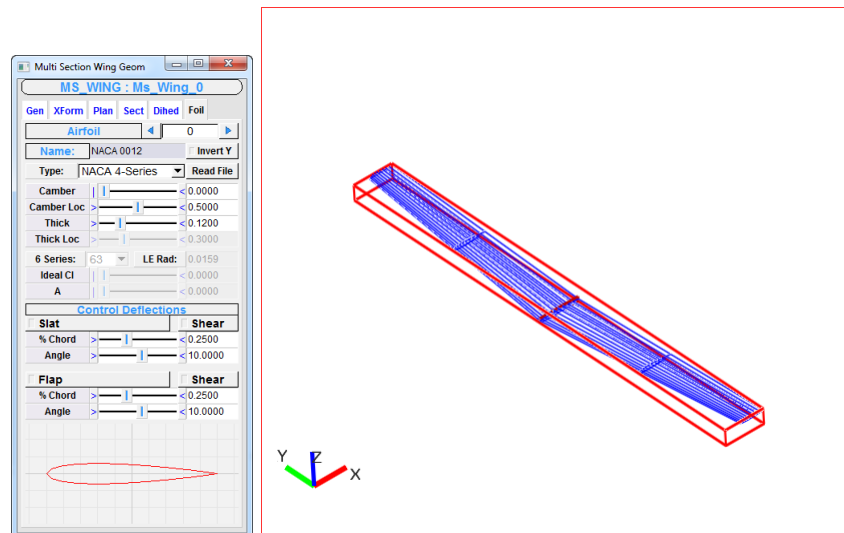 Multi Section Wing Geom
MS_WING : Ms_Wing_0
Gen XForm Plan Sect Dihed Foil
Airfoil 0
Name: NACA 0012 Invert Y
Type: NACA 4-Series Read File
Camber < 0.0000
Camber Loc > < 0.5000
Thick > < 0.1200
Thick Loc > < 0.3000
6 Series: 63 LE Rad: 0.0159
Ideal Cl < 0.0000
A < 0.0000
Control Deflections
Slat Shear
% Chord > < 0.2500
Angle > < 10.0000
Flap Shear
% Chord > < 0.2500
Angle > < 10.0000
Y Z X